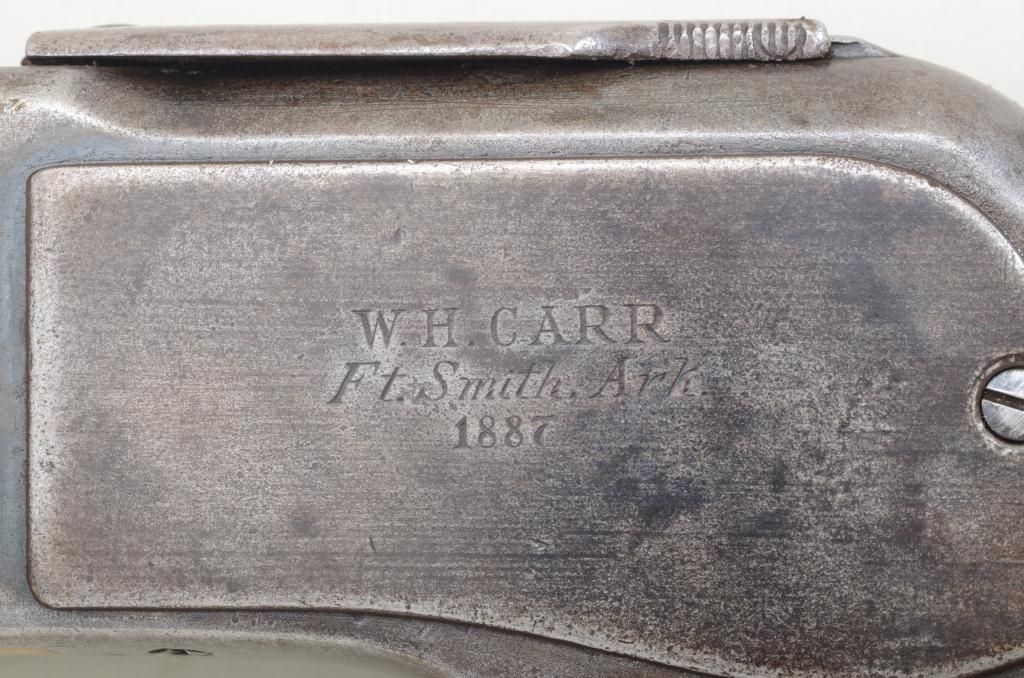 W. H. CARR
Ft. Smith, Ark.
1887